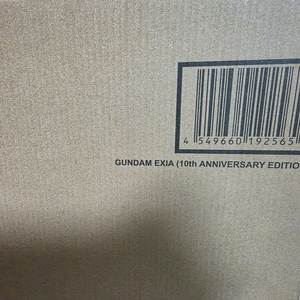 4 549660 192565
GUNDAM EXIA (10th ANNIVERSARY EDITIO